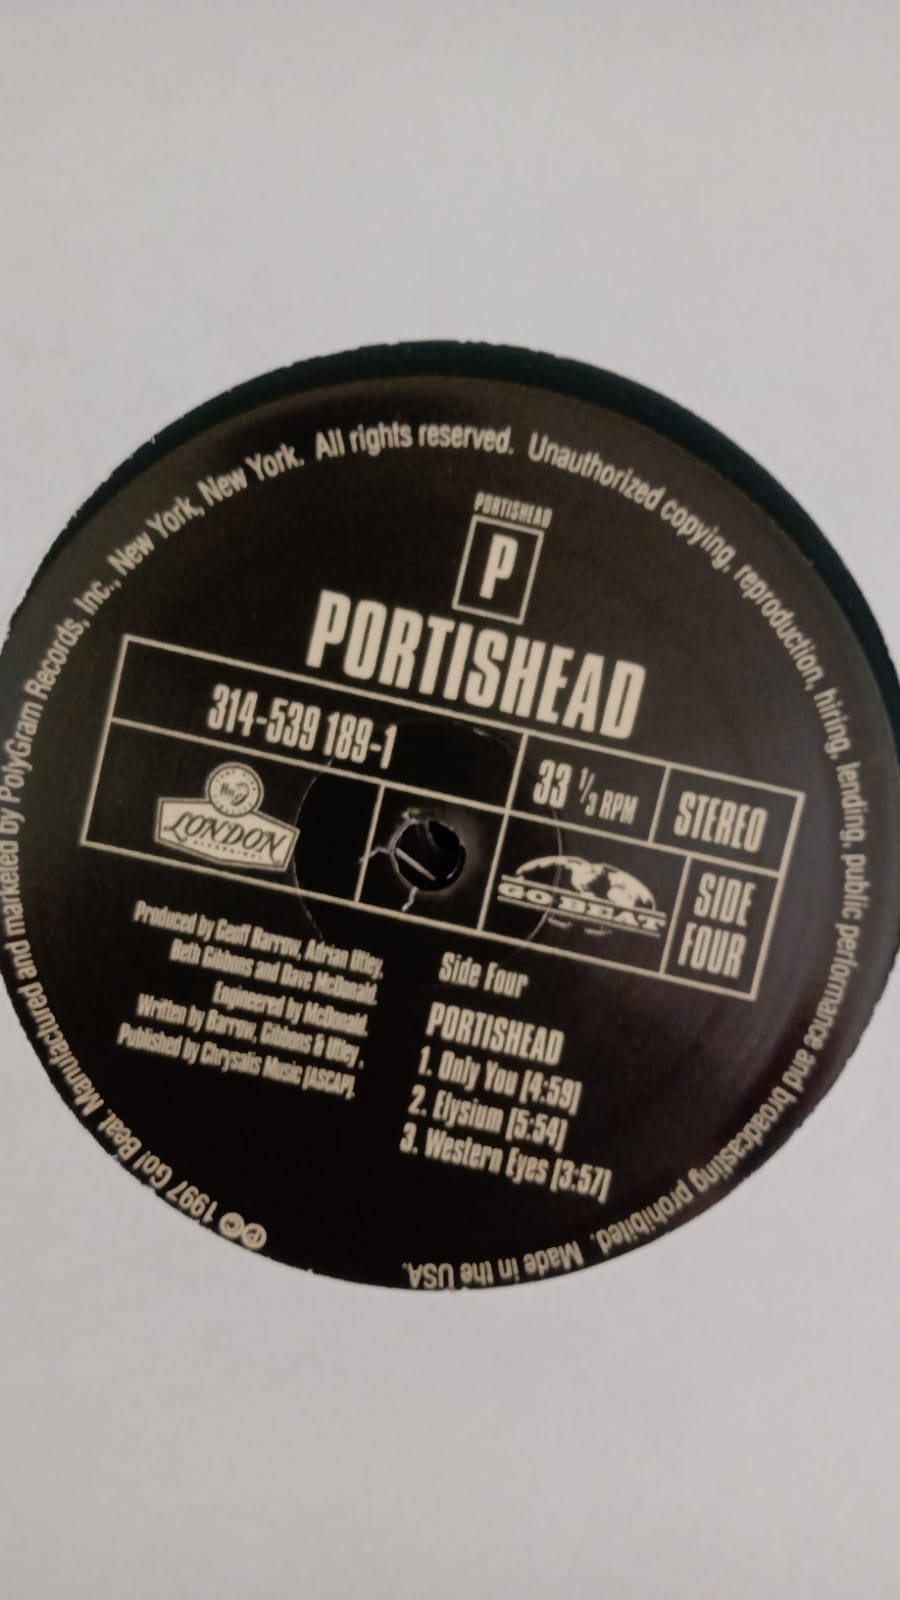 PORTISHEAD
P
PORTISHEAD
314-539 189-1
33 1/3 RPM
STEREO
LONDON
RECORDINGS
GO BEAT
SIDE
FOUR
Produced by Geoff Barrow, Adrian Utley,
Beth Gibbons and Dave McDonald.
Engineered by McDonald.
Written by Barrow, Gibbons & Utley.
Published by Chrysalis Music (ASCAP).
Side Four
PORTISHEAD
1. Only You [4:59]
2. Elysium [5:54]
3. Western Eyes [3:57]
℗© 1997 Go! Beat. Manufactured and marketed by PolyGram Records, Inc., New York, New York. All rights reserved. Unauthorized copying, reproduction, hiring, lending, public performance and broadcasting prohibited. Made in the USA.